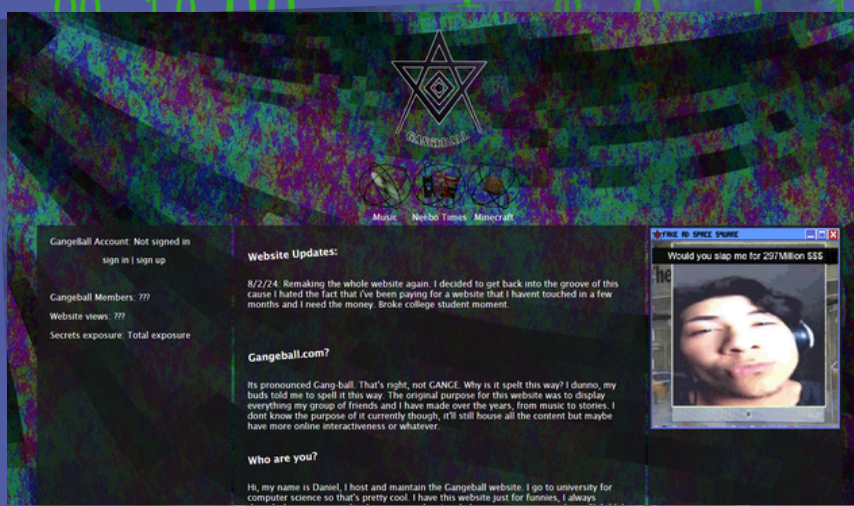 GANGEBALL
Music Neebo Times Minecraft
GangeBall Account: Not signed in
sign in | sign up
Gangeball Members: ???
Website views: ???
Secrets exposure: Total exposure
Website Updates:
8/2/24: Remaking the whole website again. I decided to get back into the groove of this
cause I hated the fact that i've been paying for a website that I havent touched in a few
months and I need the money. Broke college student moment.
Gangeball.com?
Its pronounced Gang-ball. That's right, not GANGE. Why is it spelt this way? I dunno, my
buds told me to spell it this way. The original purpose for this website was to display
everything my group of friends and I have made over the years, from music to stories. I
dont know the purpose of it currently though, it'll still house all the content but maybe
have more online interactiveness or whatever.
Who are you?
Hi, my name is Daniel, I host and maintain the Gangeball website. I go to university for
computer science so that's pretty cool. I have this website just for funnies, I always
FAKE AD SPACE SQUARE
Would you slap me for 297Million $$$
The